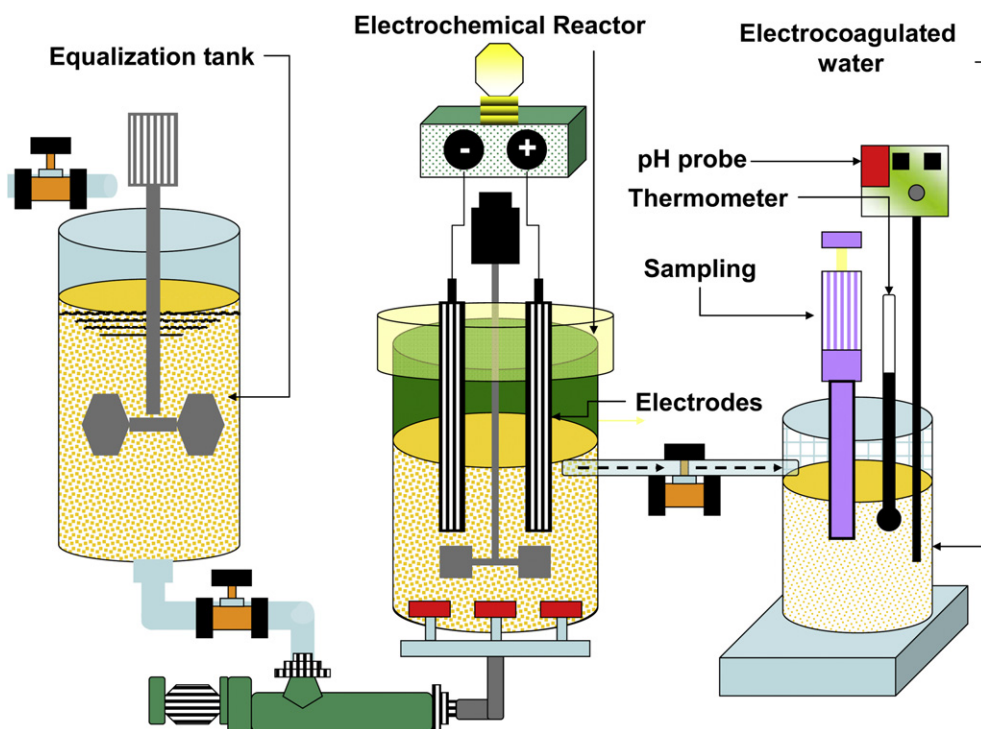 Electrochemical Reactor
Equalization tank
Electrocoagulated
water
-
+
pH probe
Thermometer
Sampling
Electrodes